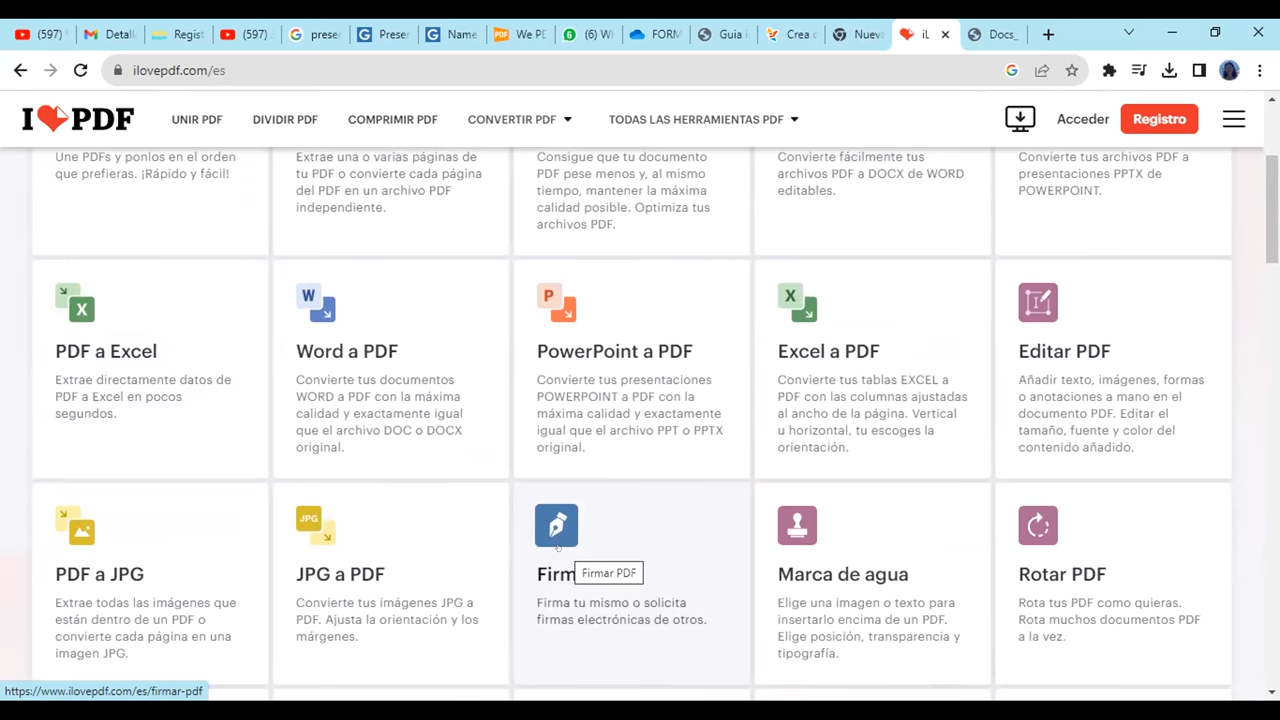 (597)
Detall
Regist
(597)
preser
Preser
Name
PDF We PD
6 (6) W
FORM
Guia i
Crea c
Nueva
iL
Docs_
ilovepdf.com/es
I PDF
UNIR PDF
DIVIDIR PDF
COMPRIMIR PDF
CONVERTIR PDF
TODAS LAS HERRAMIENTAS PDF
Acceder
Registro
Une PDFs y ponlos en el orden
que prefieras. ¡Rápido y fácil!
Extrae una o varias páginas de
tu PDF o convierte cada página
del PDF en un archivo PDF
independiente.
Consigue que tu documento
PDF pese menos y, al mismo
tiempo, mantener la máxima
calidad posible. Optimiza tus
archivos PDF.
Convierte fácilmente tus
archivos PDF a DOCX de WORD
editables.
Convierte tus archivos PDF a
presentaciones PPTX de
POWERPOINT.
X
PDF a Excel
Extrae directamente datos de
PDF a Excel en pocos
segundos.
W
Word a PDF
Convierte tus documentos
WORD a PDF con la máxima
calidad y exactamente igual
que el archivo DOC o DOCX
original.
P
PowerPoint a PDF
Convierte tus presentaciones
POWERPOINT a PDF con la
máxima calidad y exactamente
igual que el archivo PPT o PPTX
original.
X
Excel a PDF
Convierte tus tablas EXCEL a
PDF con las columnas ajustadas
al ancho de la página. Vertical
u horizontal, tu escoges la
orientación.
Editar PDF
Añadir texto, imágenes, formas
o anotaciones a mano en el
documento PDF. Editar el
tamaño, fuente y color del
contenido añadido.
PDF a JPG
Extrae todas las imágenes que
están dentro de un PDF o
convierte cada página en una
imagen JPG.
JPG
JPG a PDF
Convierte tus imágenes JPG a
PDF. Ajusta la orientación y los
márgenes.
Firm
Firmar PDF
Firma tu mismo o solicita
firmas electrónicas de otros.
Marca de agua
Elige una imagen o texto para
insertarlo encima de un PDF.
Elige posición, transparencia y
tipografía.
Rotar PDF
Rota tus PDF como quieras.
Rota muchos documentos PDF
a la vez.
https://www.ilovepdf.com/es/firmar-pdf